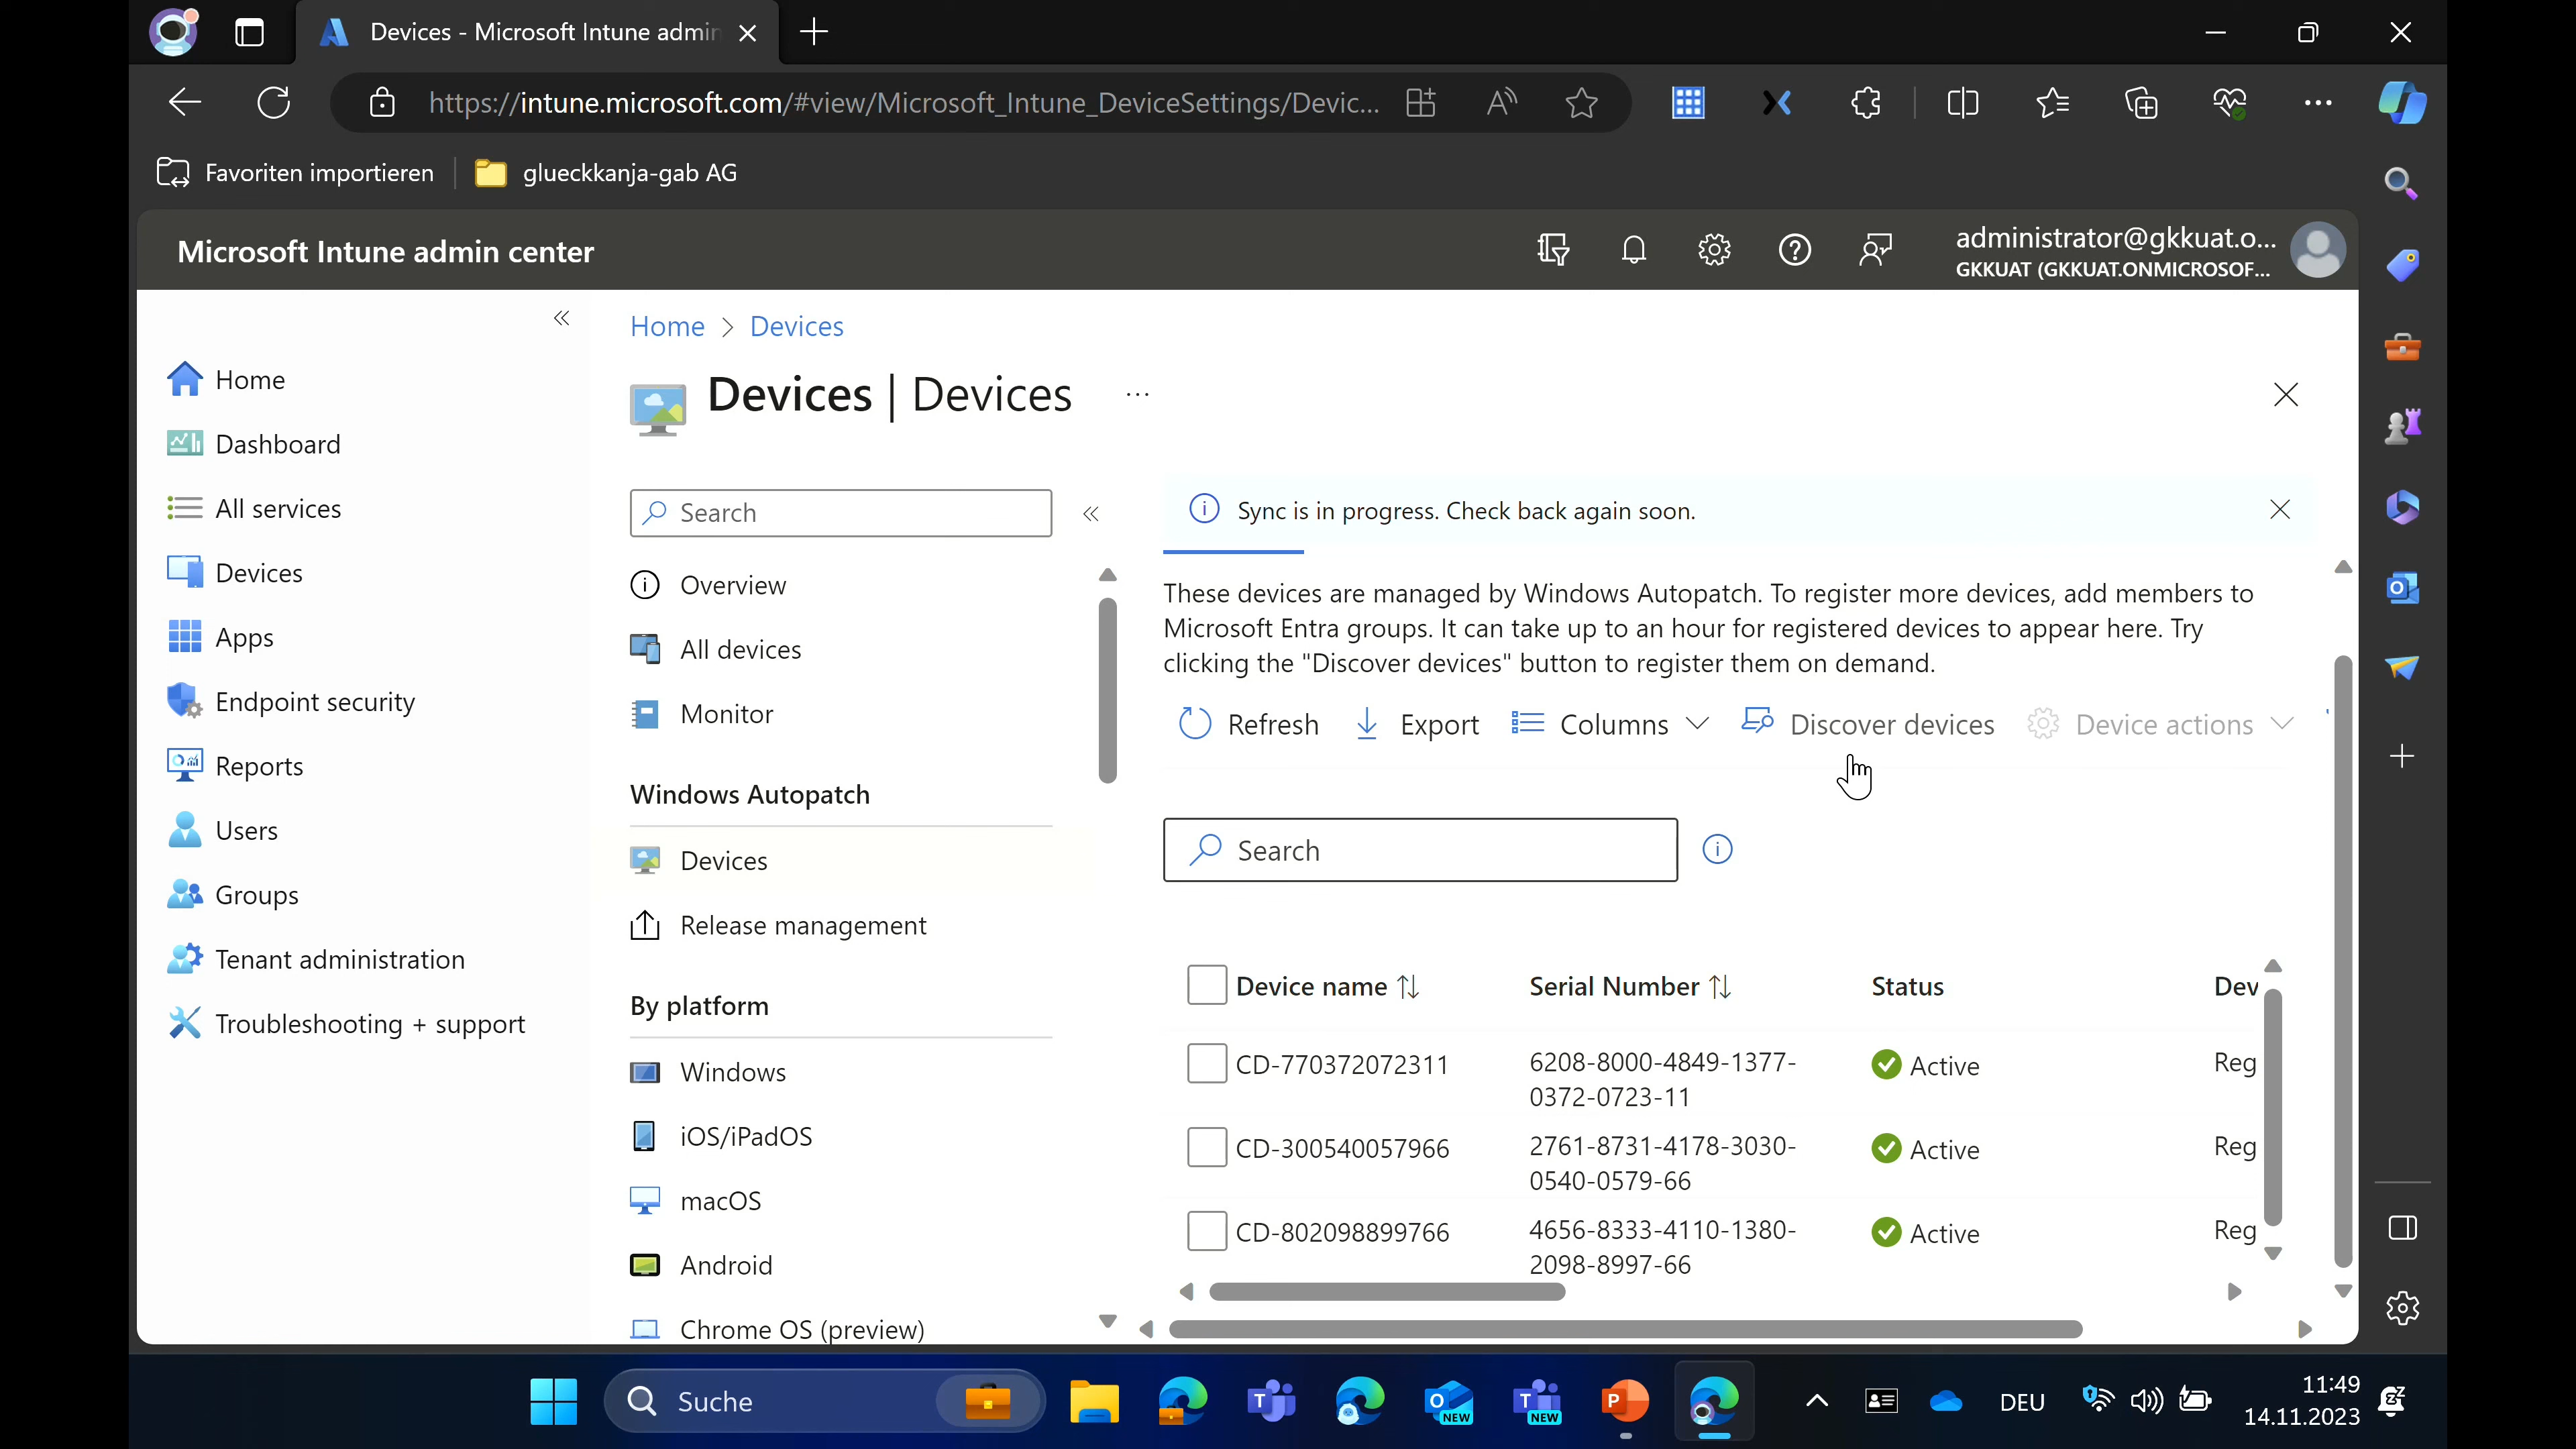 Devices - Microsoft Intune admin
https://intune.microsoft.com/#view/Microsoft_Intune_DeviceSettings/Devic...
Favoriten importieren
glueckkanja-gab AG
Microsoft Intune admin center
administrator@gkkuat.o...
GKKUAT (GKKUAT.ONMICROSOF...
Home
Dashboard
All services
Devices
Apps
Endpoint security
Reports
Users
Groups
Tenant administration
Troubleshooting + support
Home > Devices
Devices | Devices ...
Search
Overview
All devices
Monitor
Windows Autopatch
Devices
Release management
By platform
Windows
iOS/iPadOS
macOS
Android
Chrome OS (preview)
Sync is in progress. Check back again soon.
These devices are managed by Windows Autopatch. To register more devices, add members to
Microsoft Entra groups. It can take up to an hour for registered devices to appear here. Try
clicking the "Discover devices" button to register them on demand.
Refresh Export Columns Discover devices Device actions
Search
Device name Serial Number Status Dev
CD-770372072311 6208-8000-4849-1377- Active Reg
0372-0723-11
CD-300540057966 2761-8731-4178-3030- Active Reg
0540-0579-66
CD-802098899766 4656-8333-4110-1380- Active Reg
2098-8997-66
Suche
NEW
NEW
DEU
11:49
14.11.2023